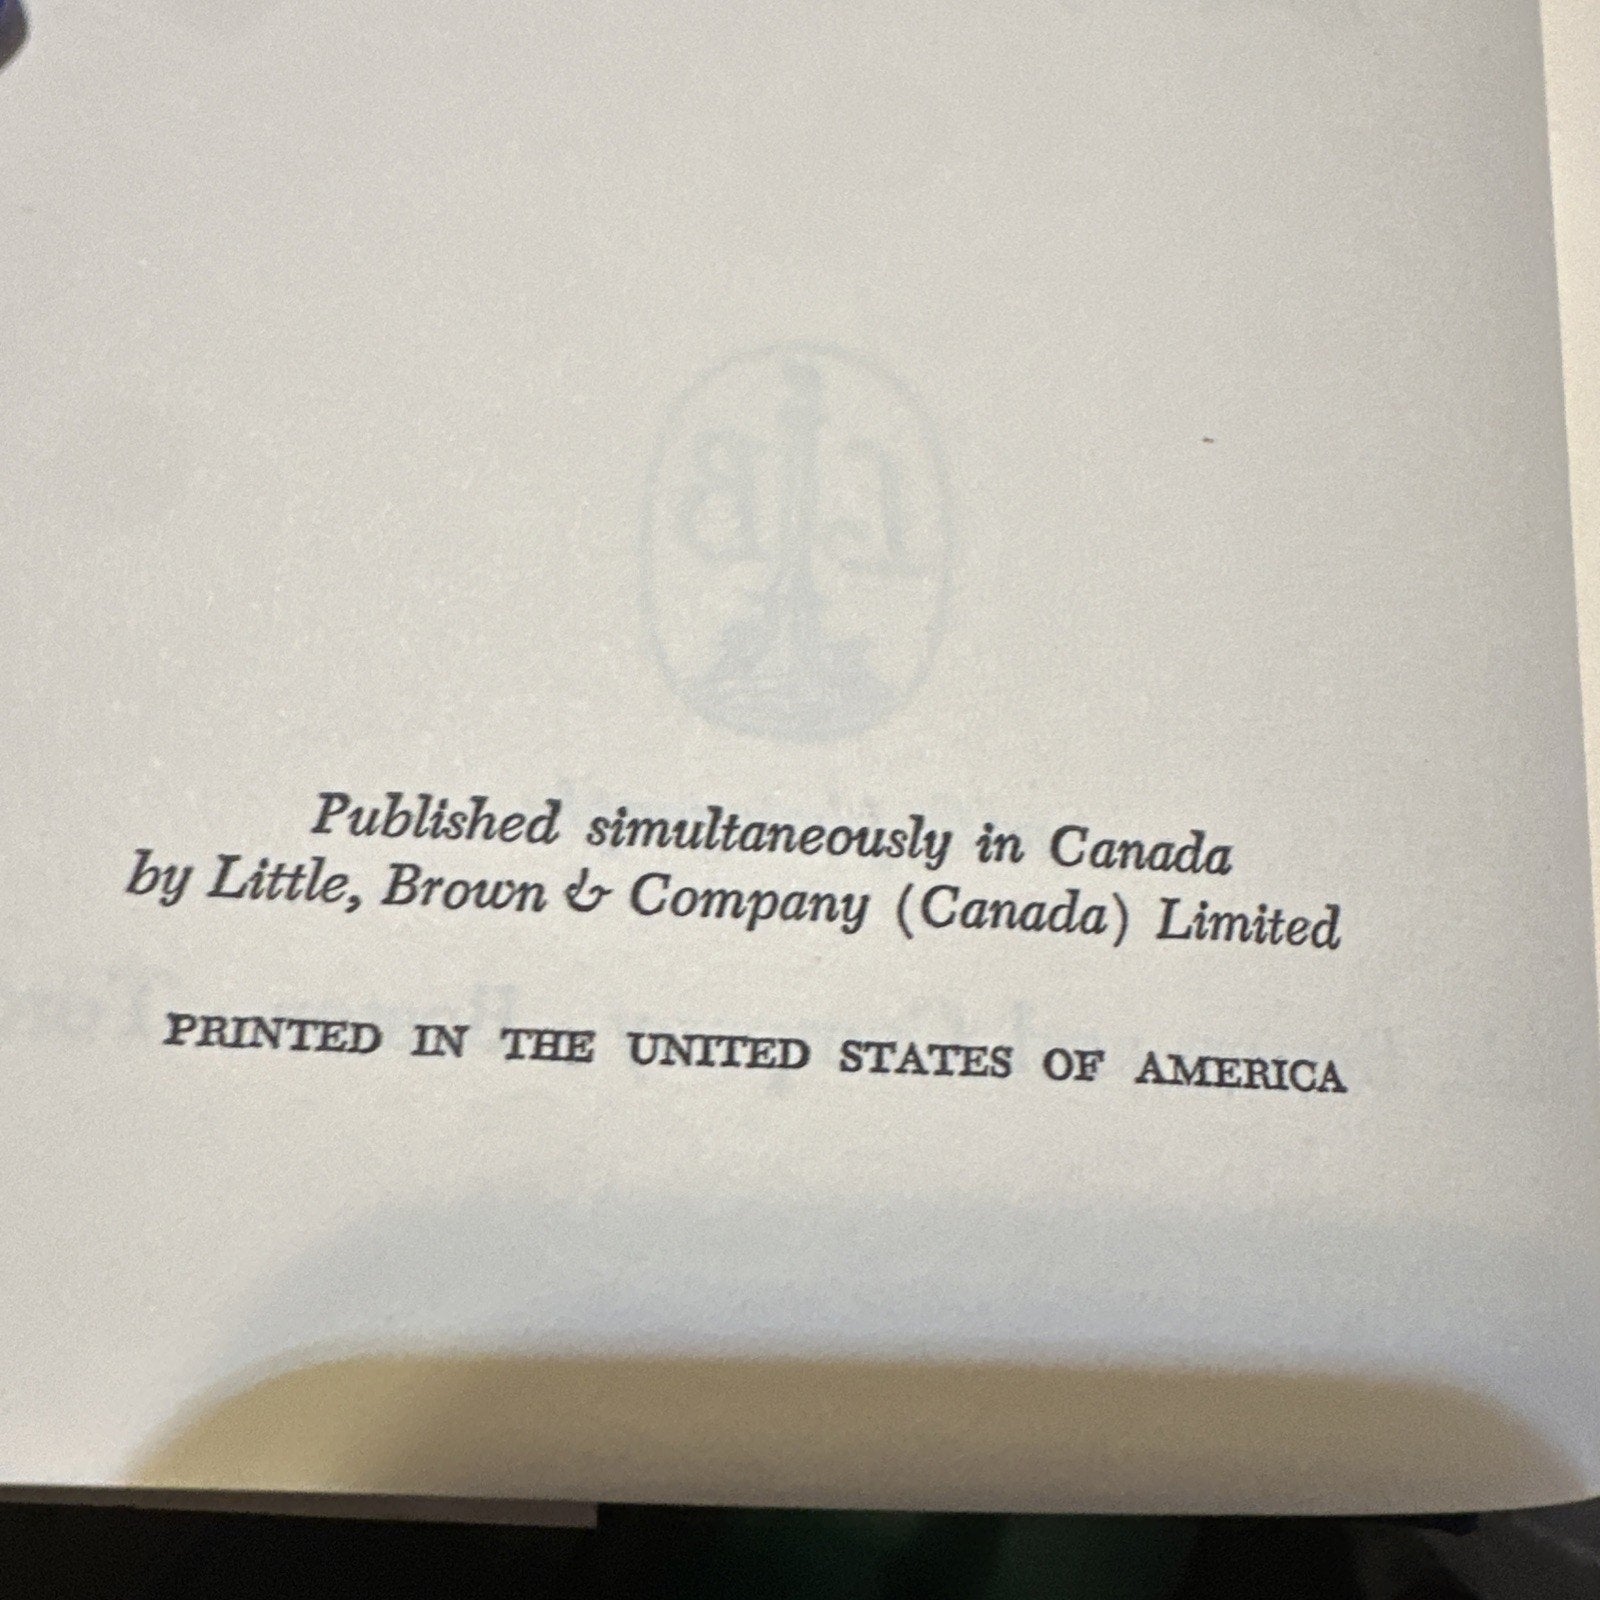 Published simultaneously in Canada
by Little, Brown & Company (Canada) Limited
PRINTED IN THE UNITED STATES OF AMERICA